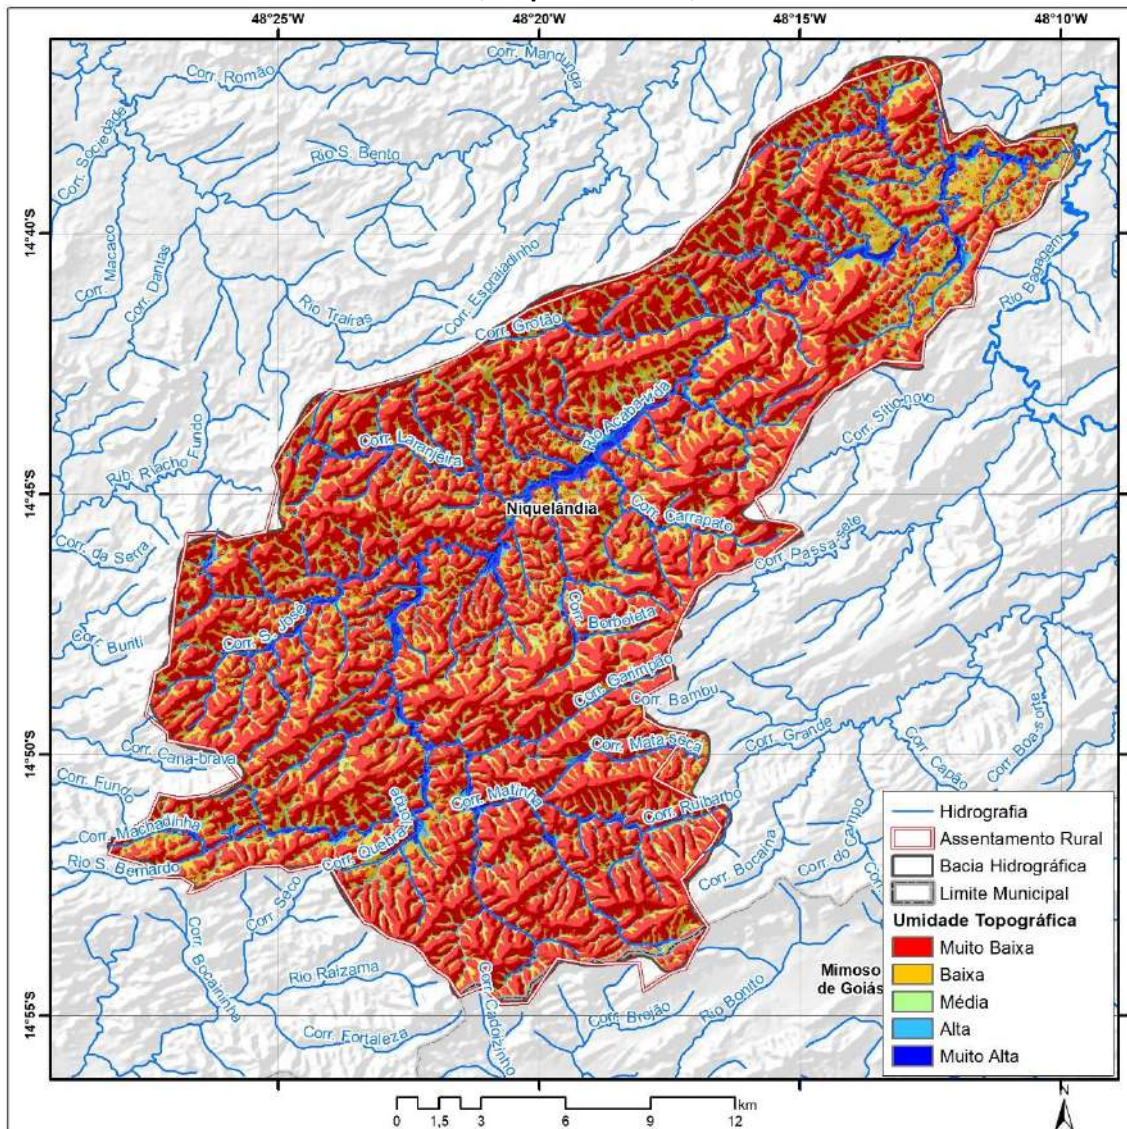 48°25'W 48°20'W 48°15'W 48°10'W
Corr. Mandunga
Corr. Romão
Corr. Sociedade
Rio S. Bento
14°40'S
Corr. Macaco
Corr. Dantas
Corr. Espraiadinho
Rio Traíras
Corr. Grotão
Rio Bagagem
Rio Acaba-vida
Corr. Sítio-novo
Corr. Laranjeira
Rib. Riacho Fundo
14°45'S
Niquelândia
Corr. Carrapato
Corr. da Serra
Corr. Passa-sete
Corr. Borboleta
Corr. S. José
Corr. Buriti
Corr. Garimpão
Corr. Bambu
Corr. Grande
Corr. Boa-sorte
14°50'S
Corr. Cana-brava
Corr. Mata seca
Corr. Capão
Corr. Fundo
Corr. Matinha
Corr. Ruibarbo
Corr. Machadinha
Corr. Quebra-
Rio S. Bernardo
Corr. Seco
Corr. Bocaina
Corr. do Campo
Corr.
Corr. Bocaininha
Rio Raizama
Mimoso
de Goiás
Corr. Brejão
Rio Bonito
14°55'S
Corr. Fortaleza
Hidrografia
Assentamento Rural
Bacia Hidrográfica
Limite Municipal
Umidade Topográfica
Muito Baixa
Baixa
Média
Alta
Muito Alta
km
0 1,5 3 6 9 12
N